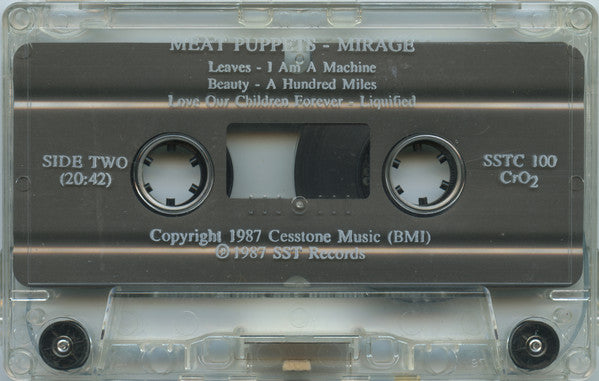 MEAT PUPPETS - MIRAGE
Leaves - I Am A Machine
Beauty - A Hundred Miles
Love Our Children Forever - Liquified
SIDE TWO
(20:42)
SSTC 100
CrO2
Copyright 1987 Cesstone Music (BMI)
© 1987 SST Records